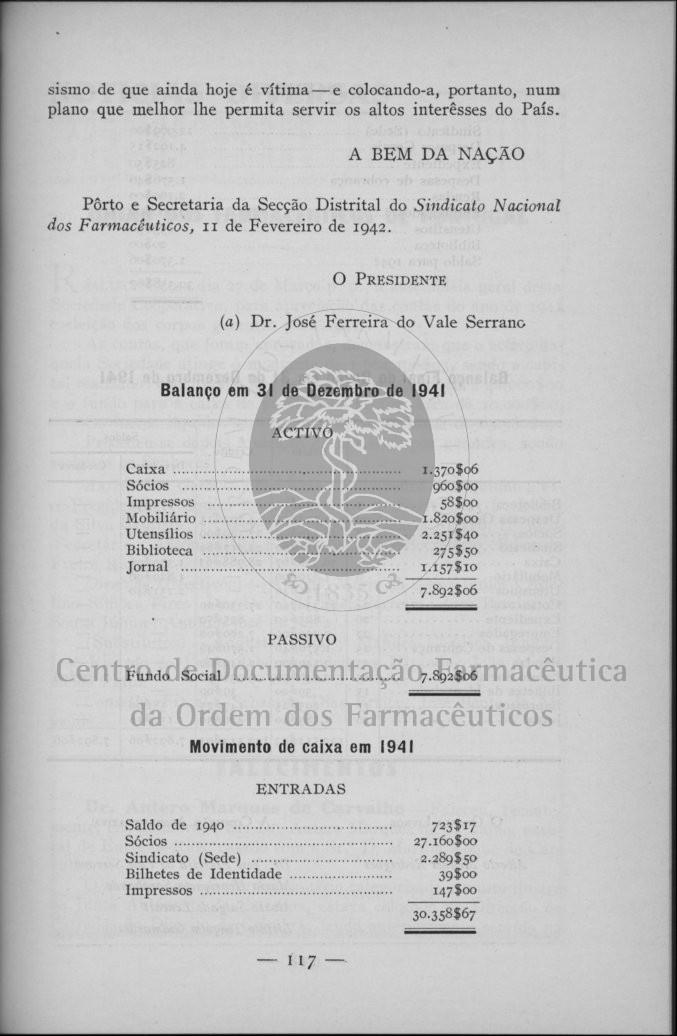 sismo de que ainda hoje é vítima — e colocando-a, portanto, num
plano que melhor lhe permita servir os altos interêsses do País.
A BEM DA NAÇÃO
Pôrto e Secretaria da Secção Distrital do Sindicato Nacional
dos Farmacêuticos, 11 de Fevereiro de 1942.
O PRESIDENTE
(a) Dr. José Ferreira do Vale Serrano
Balanço em 31 de Dezembro de 1941
ACTIVO
Caixa ........ 1.370$06
Sócios ........ 960$00
Impressos ........ 58$00
Mobiliário ........ 1.820$00
Utensílios ........ 2.251$40
Biblioteca ........ 275$50
Jornal ........ 1.157$10
7.892$06
1835
PASSIVO
Centro de Documentação Farmacêutica
Fundo Social ........ 7.892$06
da Ordem dos Farmacêuticos
Movimento de caixa em 1941
ENTRADAS
Saldo de 1940 ........ 723$17
Sócios ........ 27.160$00
Sindicato (Sede) ........ 2.289$50
Bilhetes de Identidade ........ 39$00
Impressos ........ 147$00
30.358$67
— 117 —